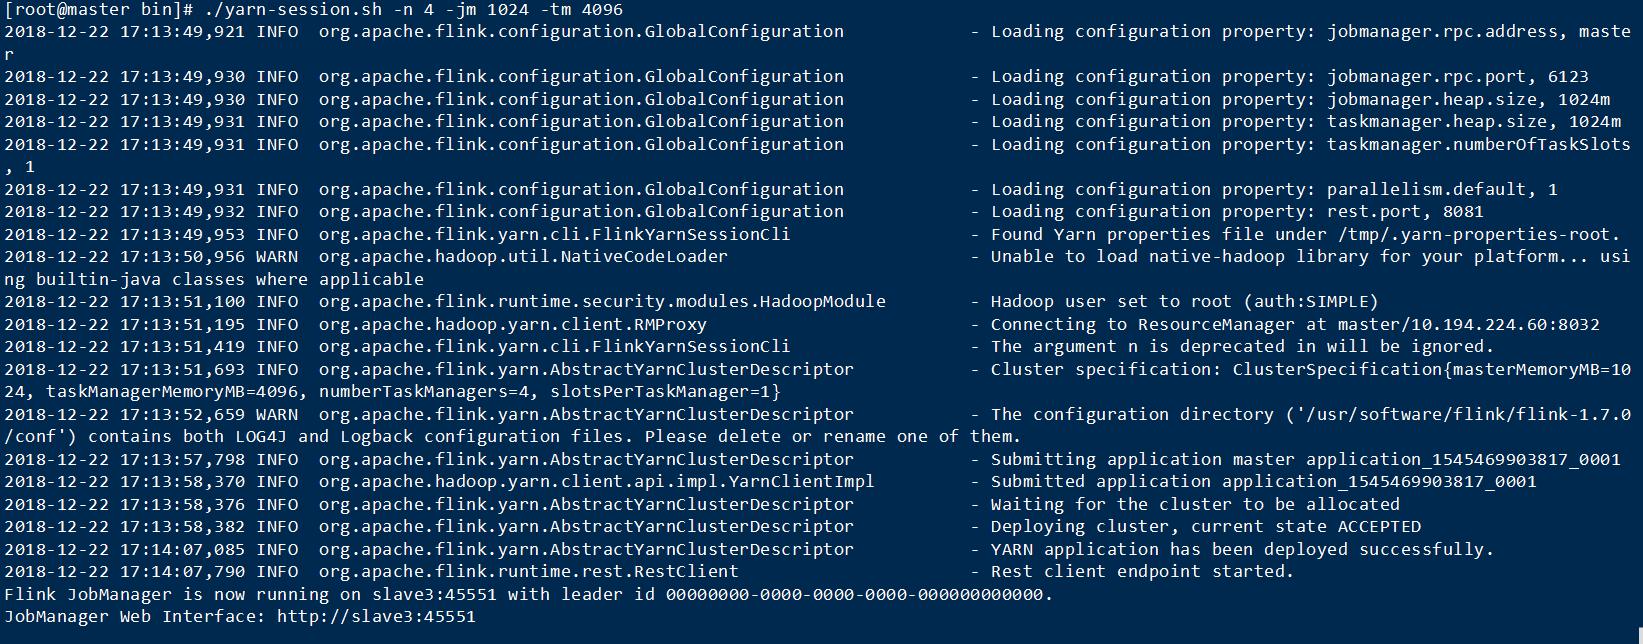 [root@master bin]# ./yarn-session.sh -n 4 -jm 1024 -tm 4096
2018-12-22 17:13:49,921 INFO  org.apache.flink.configuration.GlobalConfiguration            - Loading configuration property: jobmanager.rpc.address, maste
r
2018-12-22 17:13:49,930 INFO  org.apache.flink.configuration.GlobalConfiguration            - Loading configuration property: jobmanager.rpc.port, 6123
2018-12-22 17:13:49,930 INFO  org.apache.flink.configuration.GlobalConfiguration            - Loading configuration property: jobmanager.heap.size, 1024m
2018-12-22 17:13:49,931 INFO  org.apache.flink.configuration.GlobalConfiguration            - Loading configuration property: taskmanager.heap.size, 1024m
2018-12-22 17:13:49,931 INFO  org.apache.flink.configuration.GlobalConfiguration            - Loading configuration property: taskmanager.numberOfTaskSlots
, 1
2018-12-22 17:13:49,931 INFO  org.apache.flink.configuration.GlobalConfiguration            - Loading configuration property: parallelism.default, 1
2018-12-22 17:13:49,932 INFO  org.apache.flink.configuration.GlobalConfiguration            - Loading configuration property: rest.port, 8081
2018-12-22 17:13:49,953 INFO  org.apache.flink.yarn.cli.FlinkYarnSessionCli                 - Found Yarn properties file under /tmp/.yarn-properties-root.
2018-12-22 17:13:50,956 WARN  org.apache.hadoop.util.NativeCodeLoader                       - Unable to load native-hadoop library for your platform... usi
ng builtin-java classes where applicable
2018-12-22 17:13:51,100 INFO  org.apache.flink.runtime.security.modules.HadoopModule        - Hadoop user set to root (auth:SIMPLE)
2018-12-22 17:13:51,195 INFO  org.apache.hadoop.yarn.client.RMProxy                         - Connecting to ResourceManager at master/10.194.224.60:8032
2018-12-22 17:13:51,419 INFO  org.apache.flink.yarn.cli.FlinkYarnSessionCli                 - The argument n is deprecated in will be ignored.
2018-12-22 17:13:51,693 INFO  org.apache.flink.yarn.AbstractYarnClusterDescriptor           - Cluster specification: ClusterSpecification{masterMemoryMB=10
24, taskManagerMemoryMB=4096, numberTaskManagers=4, slotsPerTaskManager=1}
2018-12-22 17:13:52,659 WARN  org.apache.flink.yarn.AbstractYarnClusterDescriptor           - The configuration directory ('/usr/software/flink/flink-1.7.0
/conf') contains both LOG4J and Logback configuration files. Please delete or rename one of them.
2018-12-22 17:13:57,798 INFO  org.apache.flink.yarn.AbstractYarnClusterDescriptor           - Submitting application master application_1545469903817_0001
2018-12-22 17:13:58,370 INFO  org.apache.hadoop.yarn.client.api.impl.YarnClientImpl         - Submitted application application_1545469903817_0001
2018-12-22 17:13:58,376 INFO  org.apache.flink.yarn.AbstractYarnClusterDescriptor           - Waiting for the cluster to be allocated
2018-12-22 17:13:58,382 INFO  org.apache.flink.yarn.AbstractYarnClusterDescriptor           - Deploying cluster, current state ACCEPTED
2018-12-22 17:14:07,085 INFO  org.apache.flink.yarn.AbstractYarnClusterDescriptor           - YARN application has been deployed successfully.
2018-12-22 17:14:07,790 INFO  org.apache.flink.runtime.rest.RestClient                      - Rest client endpoint started.
Flink JobManager is now running on slave3:45551 with leader id 00000000-0000-0000-0000-000000000000.
JobManager Web Interface: http://slave3:45551